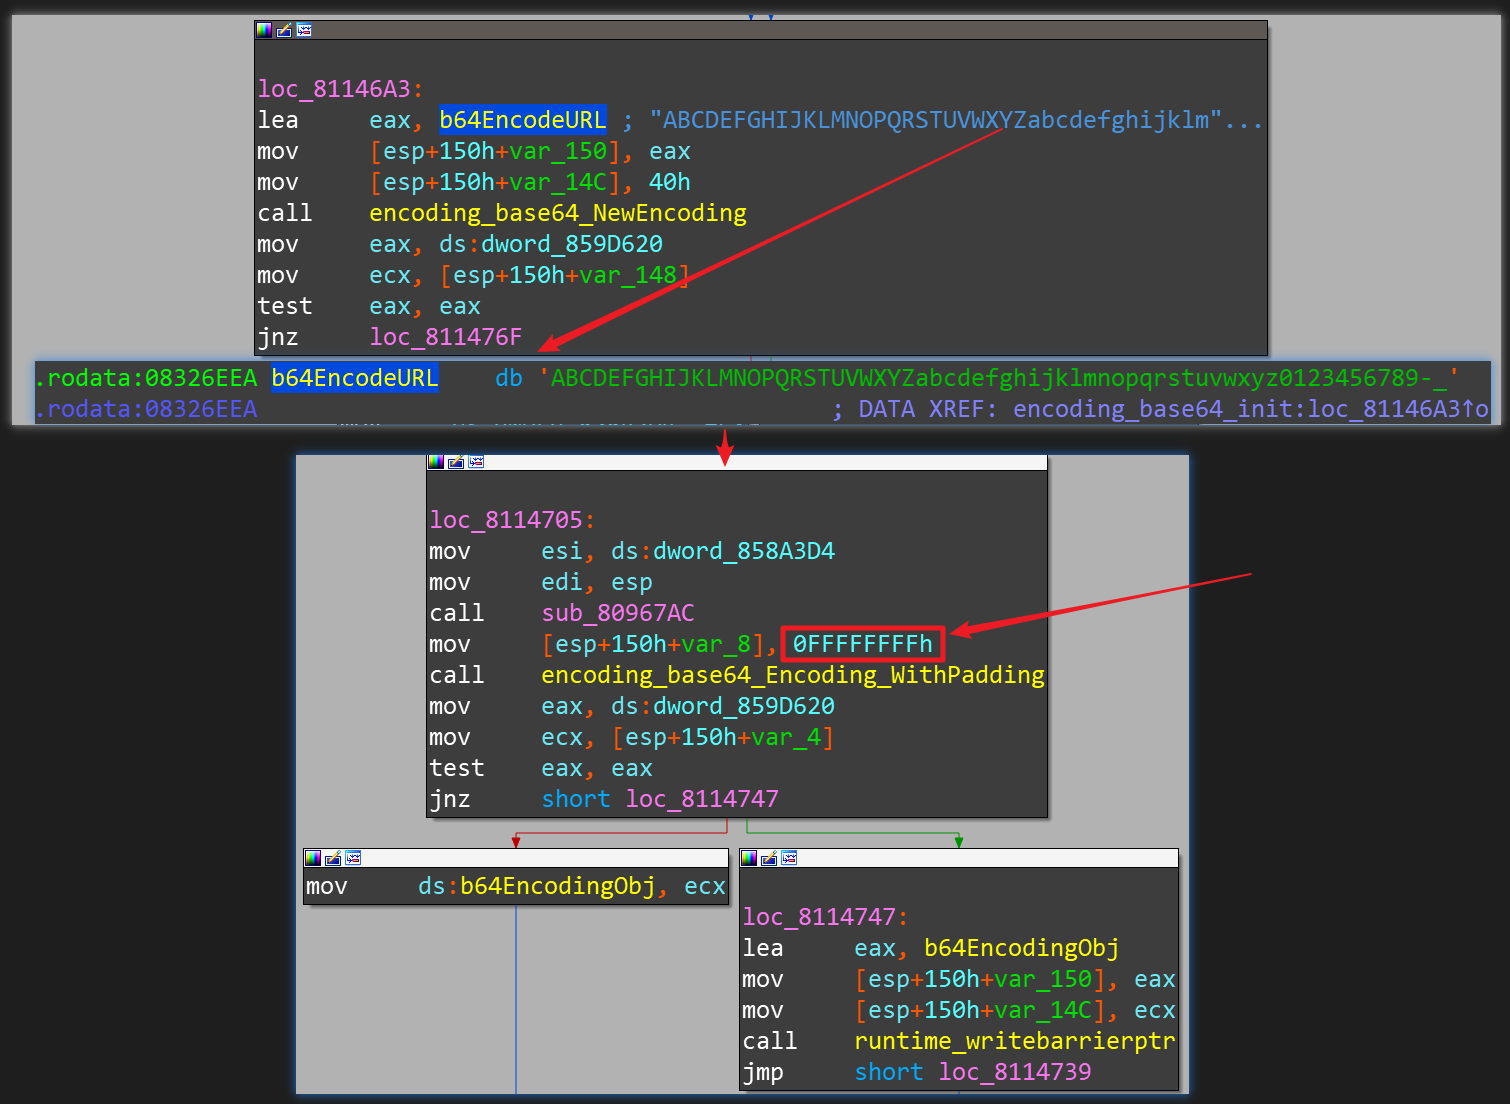 loc_81146A3:
lea eax, b64EncodeURL ; "ABCDEFGHIJKLMNOPQRSTUVWXYZabcdefghijklm"...
mov [esp+150h+var_150], eax
mov [esp+150h+var_14C], 40h
call encoding_base64_NewEncoding
mov eax, ds:dword_859D620
mov ecx, [esp+150h+var_148]
test eax, eax
jnz loc_811476F
.rodata:08326EEA b64EncodeURL db 'ABCDEFGHIJKLMNOPQRSTUVWXYZabcdefghijklmnopqrstuvwxyz0123456789-_'
.rodata:08326EEA ; DATA XREF: encoding_base64_init:loc_81146A3↑o
loc_8114705:
mov esi, ds:dword_858A3D4
mov edi, esp
call sub_80967AC
mov [esp+150h+var_8], 0FFFFFFFFh
call encoding_base64_Encoding_WithPadding
mov eax, ds:dword_859D620
mov ecx, [esp+150h+var_4]
test eax, eax
jnz short loc_8114747
mov ds:b64EncodingObj, ecx
loc_8114747:
lea eax, b64EncodingObj
mov [esp+150h+var_150], eax
mov [esp+150h+var_14C], ecx
call runtime_writebarrierptr
jmp short loc_8114739